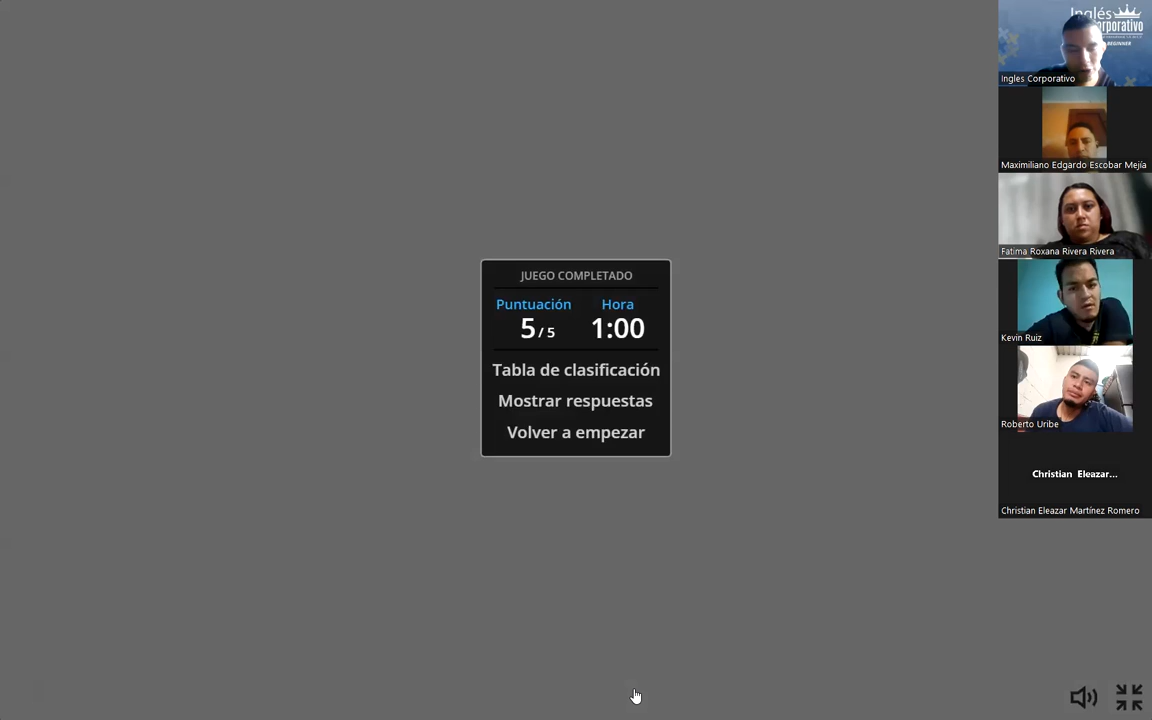 JUEGO COMPLETADO
Puntuación Hora
5 / 5 1:00
Tabla de clasificación
Mostrar respuestas
Volver a empezar
Inglés
Corporativo
BEGINNER
Ingles Corporativo
Maximiliano Edgardo Escobar Mejía
Fatima Roxana Rivera Rivera
Kevin Ruiz
Roberto Uribe
Christian Eleazar...
Christian Eleazar Martínez Romero